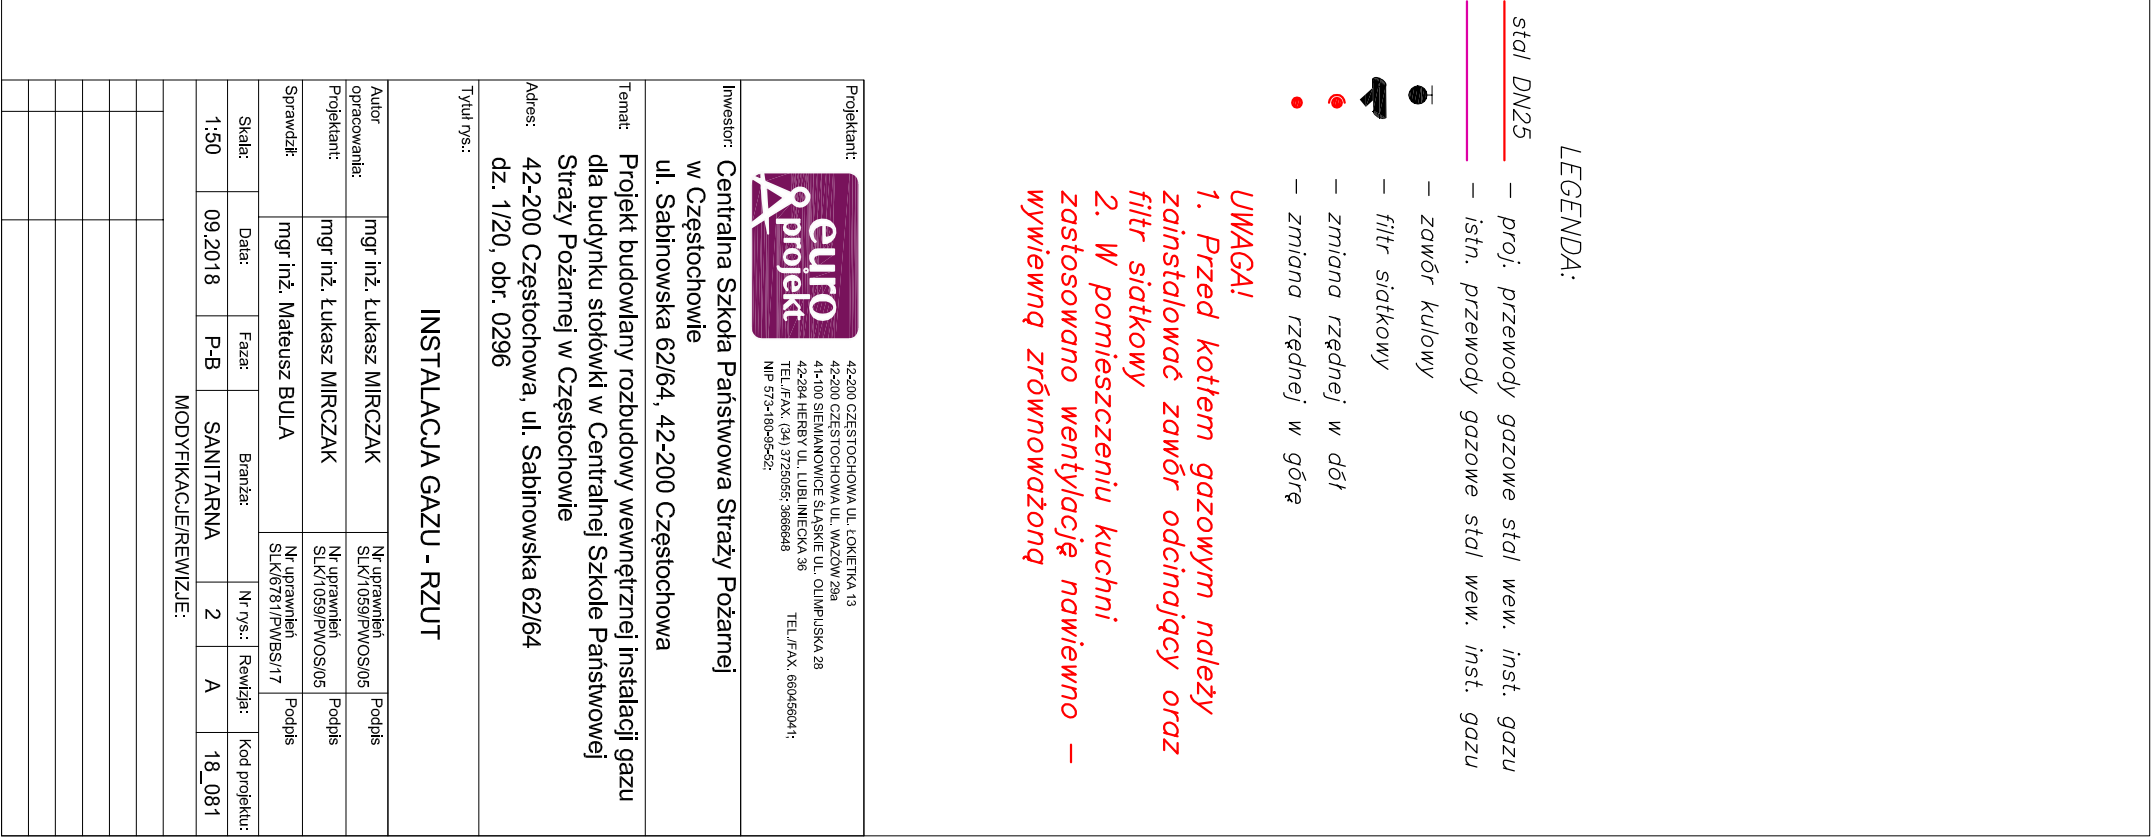 LEGENDA:
stal DN25
– proj. przewody gazowe stal wew. inst. gazu
– istn. przewody gazowe stal wew. inst. gazu
– zawór kulowy
– filtr siatkowy
– zmiana rzędnej w dół
– zmiana rzędnej w górę
UWAGA!
1. Przed kotłem gazowym należy
zainstalować zawór odcinający oraz
filtr siatkowy
2. W pomieszczeniu kuchni
zastosowano wentylację nawiewno –
wywiewną zrównoważoną
Projektant:
euro
projekt
42-200 CZĘSTOCHOWA UL. ŁOKIETKA 13
42-200 CZĘSTOCHOWA UL. WAZÓW 29a
41-100 SIEMIANOWICE ŚLĄSKIE UL. OLIMPIJSKA 28
42-284 HERBY UL. LUBLINIECKA 36
TEL./FAX. (34) 3725055; 3666648 TEL./FAX. 660456041;
NIP 573-180-95-52;
Inwestor:
Centralna Szkoła Państwowa Straży Pożarnej
w Częstochowie
ul. Sabinowska 62/64, 42-200 Częstochowa
Temat:
Projekt budowlany rozbudowy wewnętrznej instalacji gazu
dla budynku stołówki w Centralnej Szkole Państwowej
Straży Pożarnej w Częstochowie
Adres:
42-200 Częstochowa, ul. Sabinowska 62/64
dz. 1/20, obr. 0296
Tytuł rys.:
INSTALACJA GAZU - RZUT
Autor
opracowania:
mgr inż. Łukasz MIRCZAK
Nr uprawnień
SLK/1059/PWOS/05
Podpis
Projektant:
mgr inż. Łukasz MIRCZAK
Nr uprawnień
SLK/1059/PWOS/05
Podpis
Sprawdził:
mgr inż. Mateusz BULA
Nr uprawnień
SLK/6781/PWBS/17
Podpis
Skala: Data: Faza: Branża: Nr rys.: Rewizja: Kod projektu:
1:50 09.2018 P-B SANITARNA 2 A 18_081
MODYFIKACJE/REWIZJE: